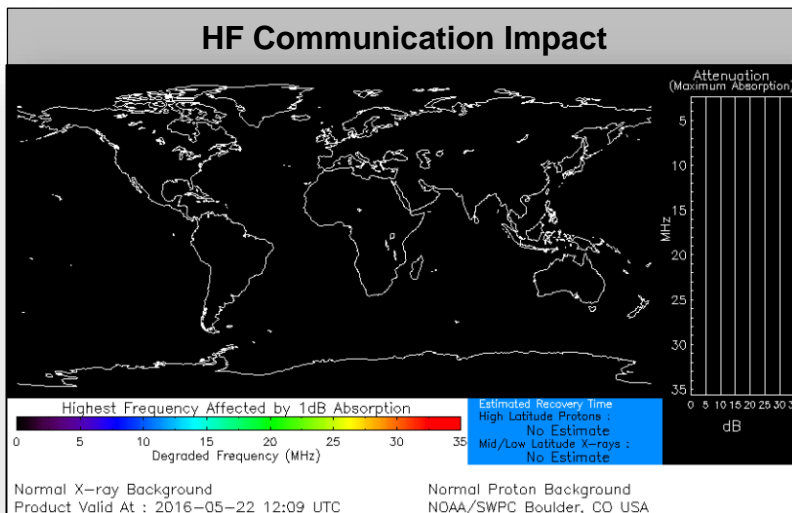 HF Communication Impact
Attenuation
(Maximum Absorption)
5
10
15
20
25
30
35
MHz
0 5 10 15 20 25 30
dB
Highest Frequency Affected by 1dB Absorption
0 5 10 15 20 25 30 35
Degraded Frequency (MHz)
Estimated Recovery Time
High Latitude Protons :
No Estimate
Mid/Low Latitude X-rays :
No Estimate
Normal X-ray Background
Normal Proton Background
Product Valid At : 2016-05-22 12:09 UTC
NOAA/SWPC Boulder, CO USA